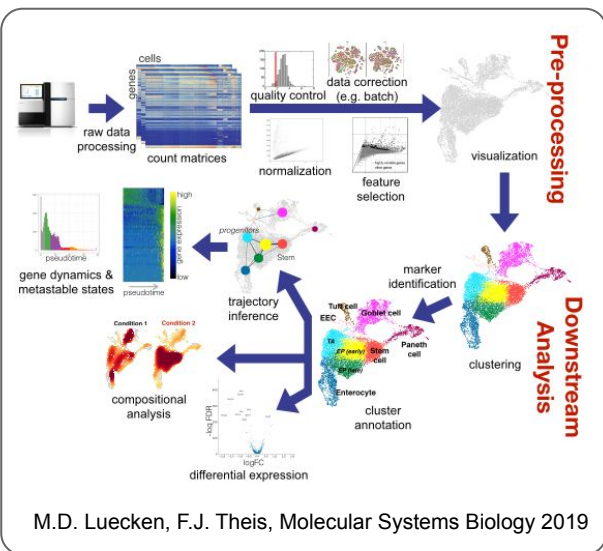 cells
genes
raw data
processing
count matrices
quality control
data correction
(e.g. batch)
normalization
feature
selection
Pre-processing
visualization
Downstream
Analysis
clustering
marker
identification
Tuft cell
Goblet cell
EEC
TA
EP (early)
Stem
cell
Paneth
cell
EP (late)
Enterocyte
cluster
annotation
progenitors
Stem
trajectory
inference
high
gene expression
low
pseudotime
pseudotime
gene dynamics &
metastable states
Condition 1
Condition 2
compositional
analysis
-log FDR
logFC
differential expression
M.D. Luecken, F.J. Theis, Molecular Systems Biology 2019